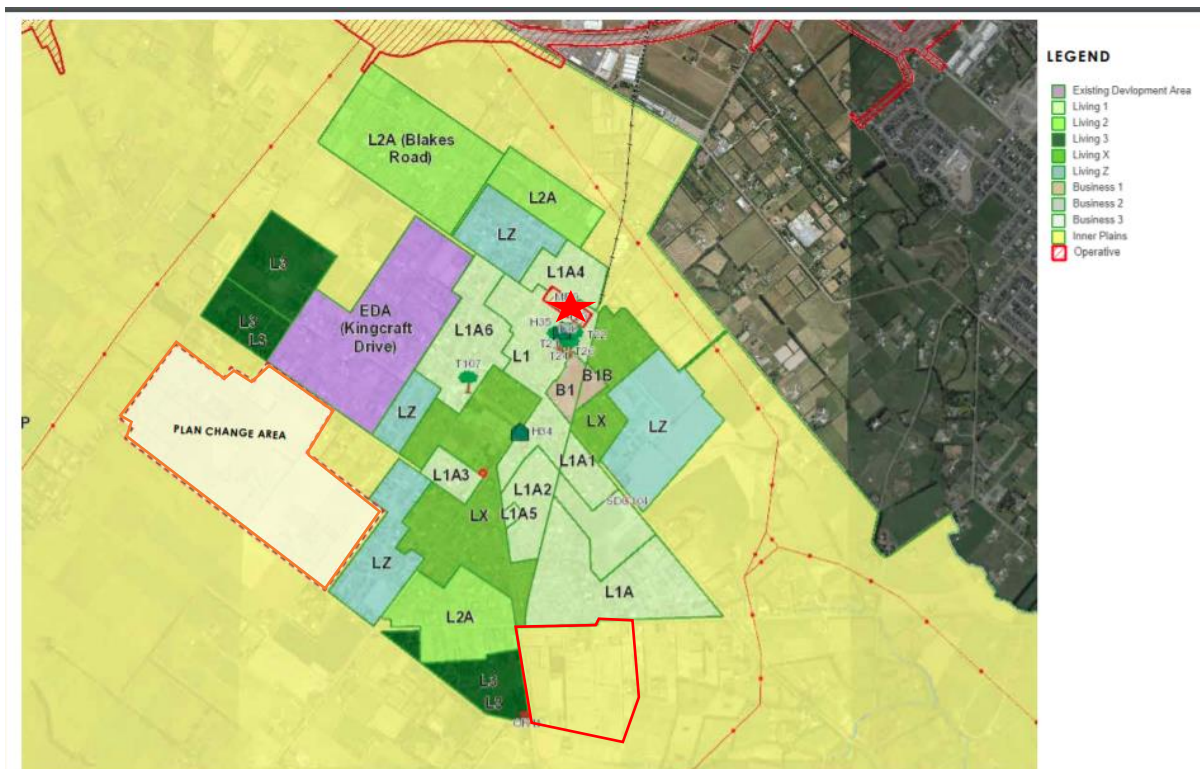 LEGEND
Existing Devlopment Area
Living 1
Living 2
Living 3
Living X
Living Z
Business 1
Business 2
Business 3
Inner Plains
Operative
L2A (Blakes
Road)
L2A
LZ
L3
L1A4
EDA
(Kingcraft
Drive)
L3
L3
H35
T22
L1A6
L1
T107
B1B
B1
P
PLAN CHANGE AREA
LZ
LX
LZ
H34
L1A1
L1A3
L1A2
LX
L1A5
LZ
L1A
L2A
L3
L3